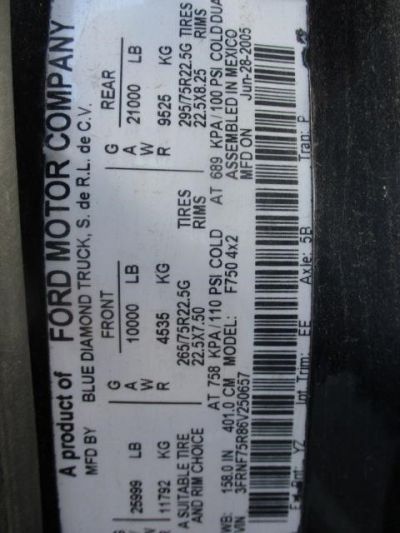 A product of FORD MOTOR COMPANY
MFD BY BLUE DIAMOND TRUCK, S. de R.L. de C.V.
FRONT REAR
G G
25999 LB A 10000 LB A 21000 LB
W W
11792 KG R 4535 KG R 9525 KG
A SUITABLE TIRE 265/75R22.5G TIRES 295/75R22.5G TIRES
AND RIM CHOICE 22.5X7.50 RIMS 22.5X8.25 RIMS
AT 758 KPA/110 PSI COLD AT 689 KPA/100 PSI COLD DUAL
WB: 158.0 IN 401.0 CM MODEL: F750 4x2 ASSEMBLED IN MEXICO
VIN 3FRNF75R86V250657 MFD ON Jun-28-2005
Ext Pnt: YZ Int Trim: EE Axle: 5B Tran: P